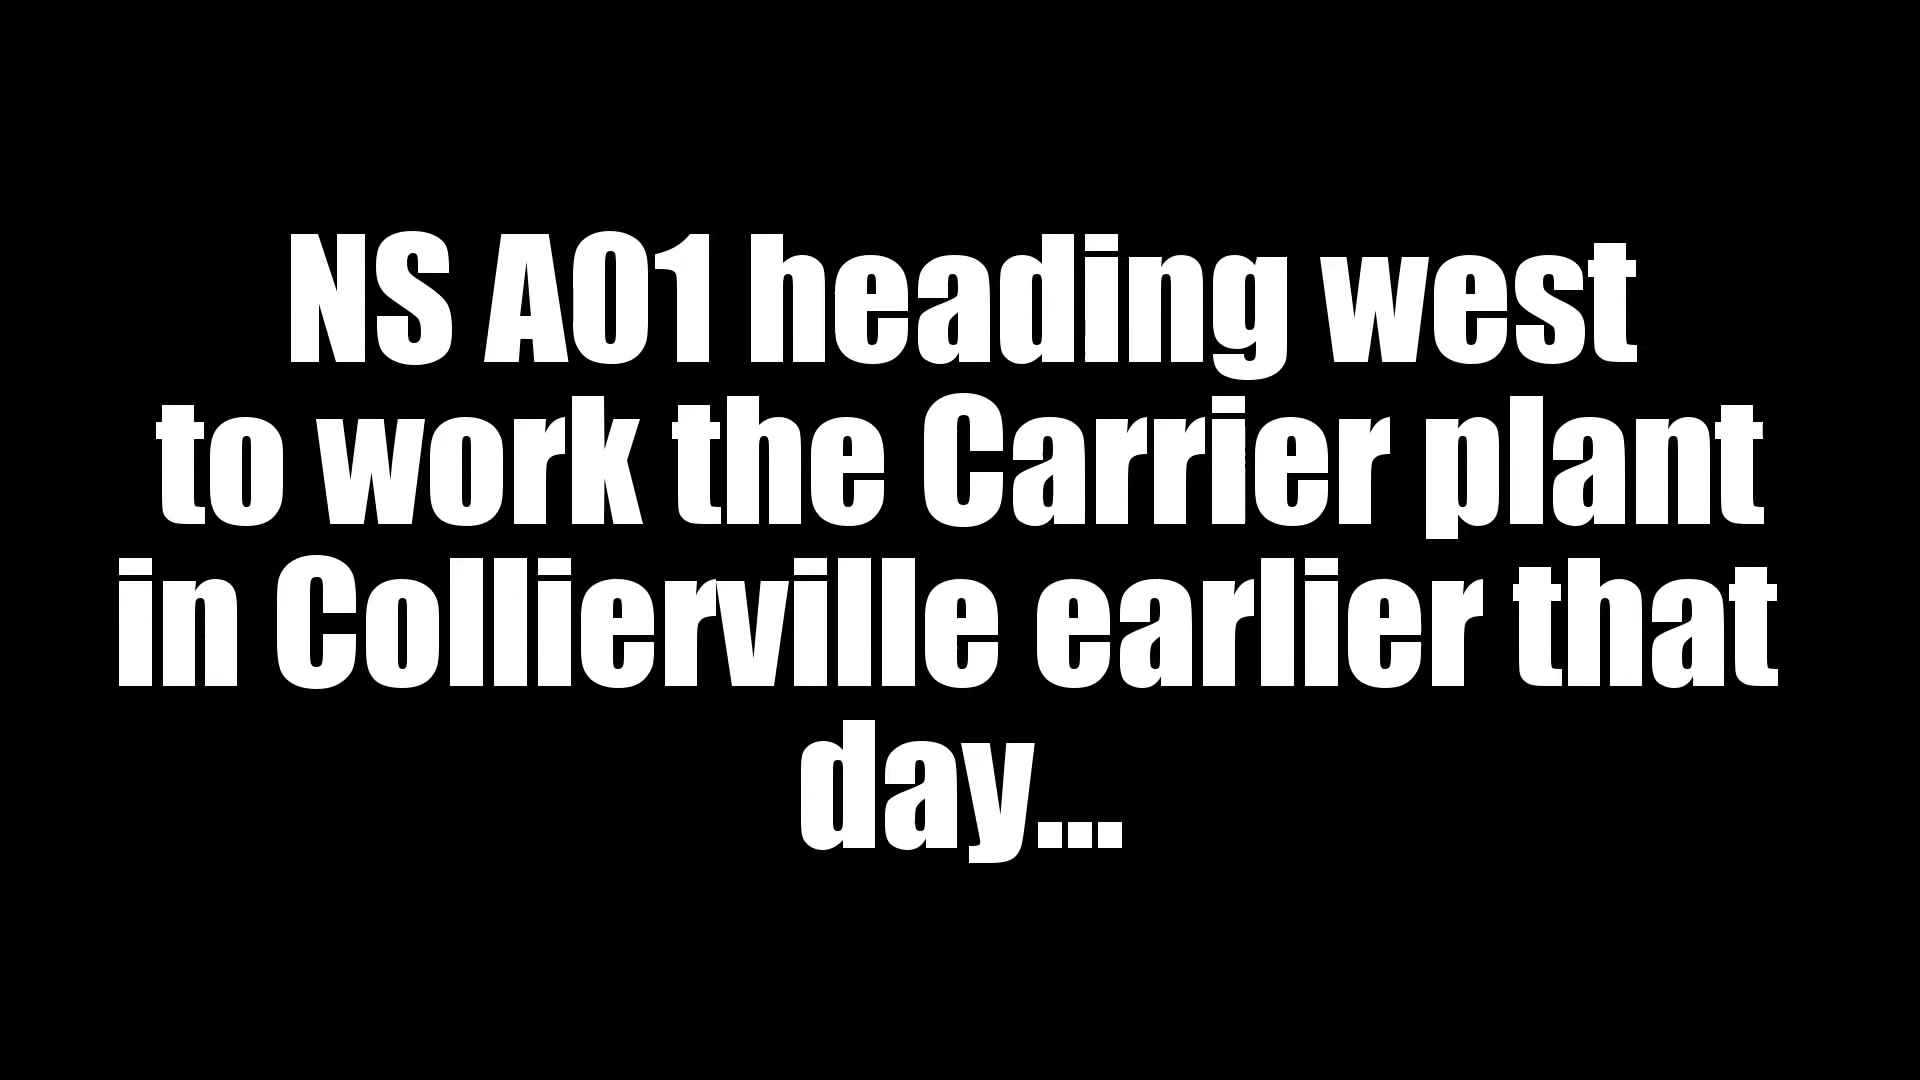 NS A01 heading west
to work the Carrier plant
in Collierville earlier that
day...